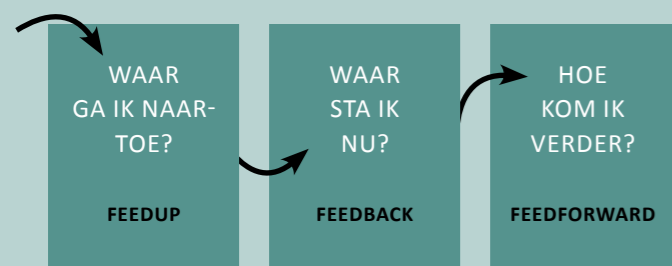 WAAR
GA IK NAAR-
TOE?
FEEDUP
WAAR
STA IK
NU?
FEEDBACK
HOE
KOM IK
VERDER?
FEEDFORWARD